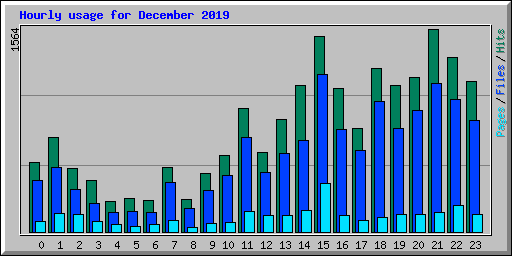 Hourly usage for December 2019
1564
Pages / Files / Hits
0 1 2 3 4 5 6 7 8 9 10 11 12 13 14 15 16 17 18 19 20 21 22 23